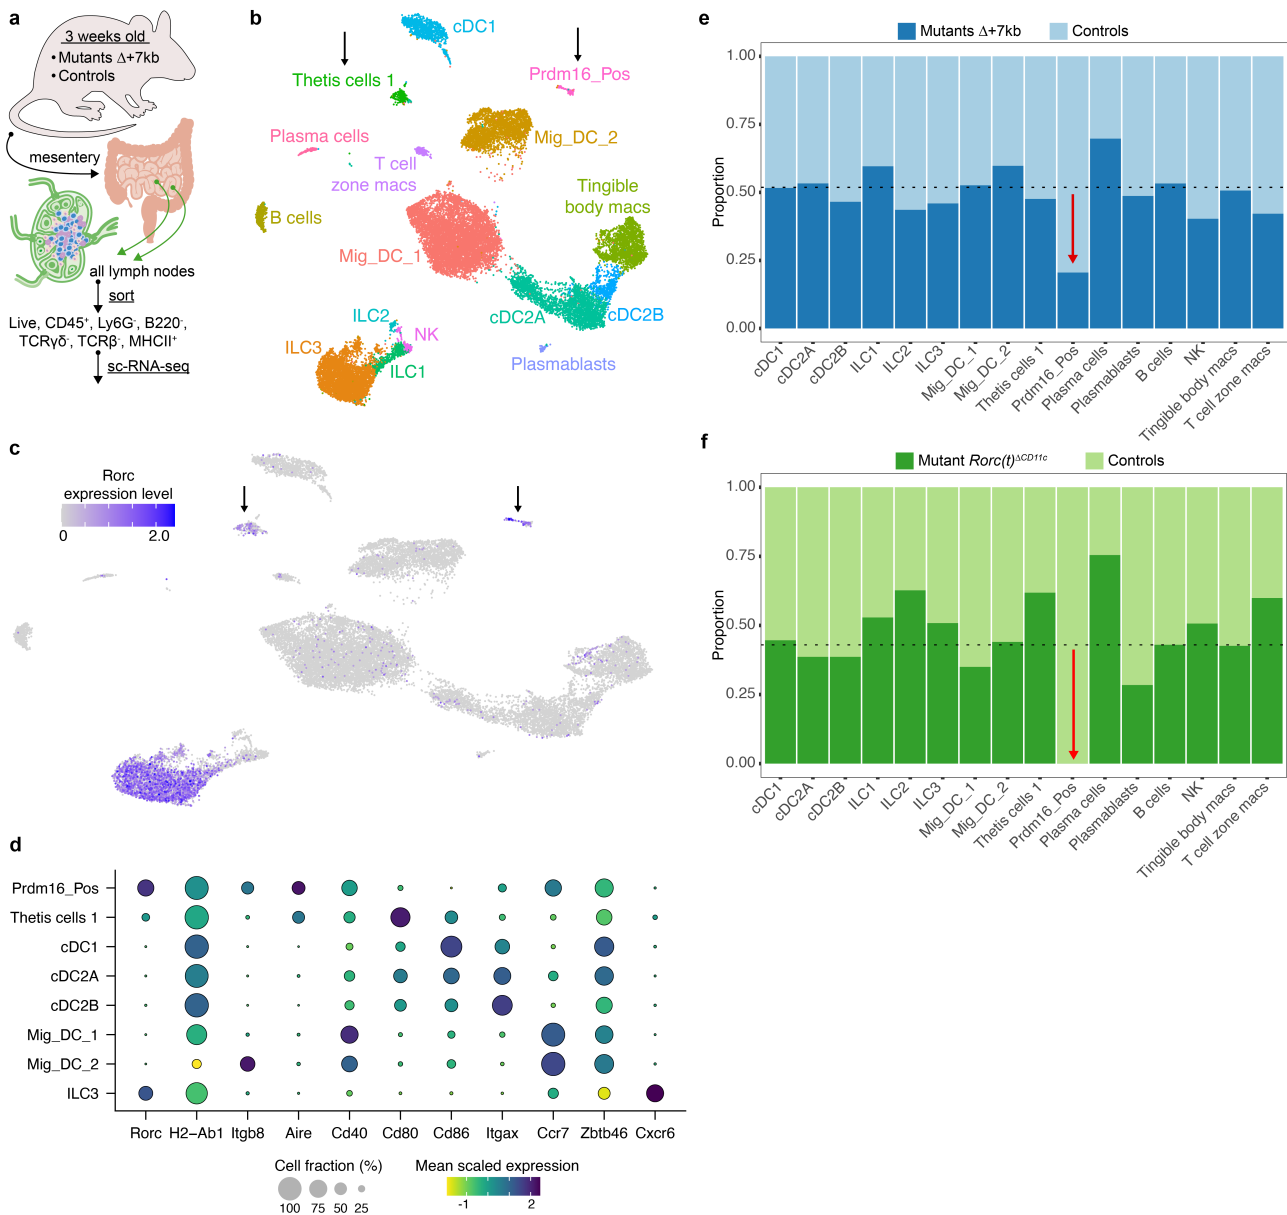 a
3 weeks old
• Mutants Δ+7kb
• Controls
mesentery
all lymph nodes
sort
Live, CD45⁺, Ly6G⁻, B220⁻,
TCRγδ⁻, TCRβ⁻, MHCII⁺
sc-RNA-seq
b
cDC1
Thetis cells 1
Prdm16_Pos
Plasma cells
Mig_DC_2
T cell
zone macs
Tingible
body macs
B cells
Mig_DC_1
cDC2A
cDC2B
ILC2
NK
ILC3
ILC1
Plasmablasts
c
Rorc
expression level
0 2.0
d
Prdm16_Pos
Thetis cells 1
cDC1
cDC2A
cDC2B
Mig_DC_1
Mig_DC_2
ILC3
Rorc H2−Ab1 Itgb8 Aire Cd40 Cd80 Cd86 Itgax Ccr7 Zbtb46 Cxcr6
Cell fraction (%)
100 75 50 25
Mean scaled expression
-1 2
e
Mutants Δ+7kb Controls
Proportion
1.00
0.75
0.50
0.25
0.00
cDC1
cDC2A
cDC2B
ILC1
ILC2
ILC3
Mig_DC_1
Mig_DC_2
Thetis cells 1
Prdm16_Pos
Plasma cells
Plasmablasts
B cells
NK
Tingible body macs
T cell zone macs
f
Mutant Rorc(t)ᐞCD11c Controls
Proportion
1.00
0.75
0.50
0.25
0.00
cDC1
cDC2A
cDC2B
ILC1
ILC2
ILC3
Mig_DC_1
Mig_DC_2
Thetis cells 1
Prdm16_Pos
Plasma cells
Plasmablasts
B cells
NK
Tingible body macs
T cell zone macs